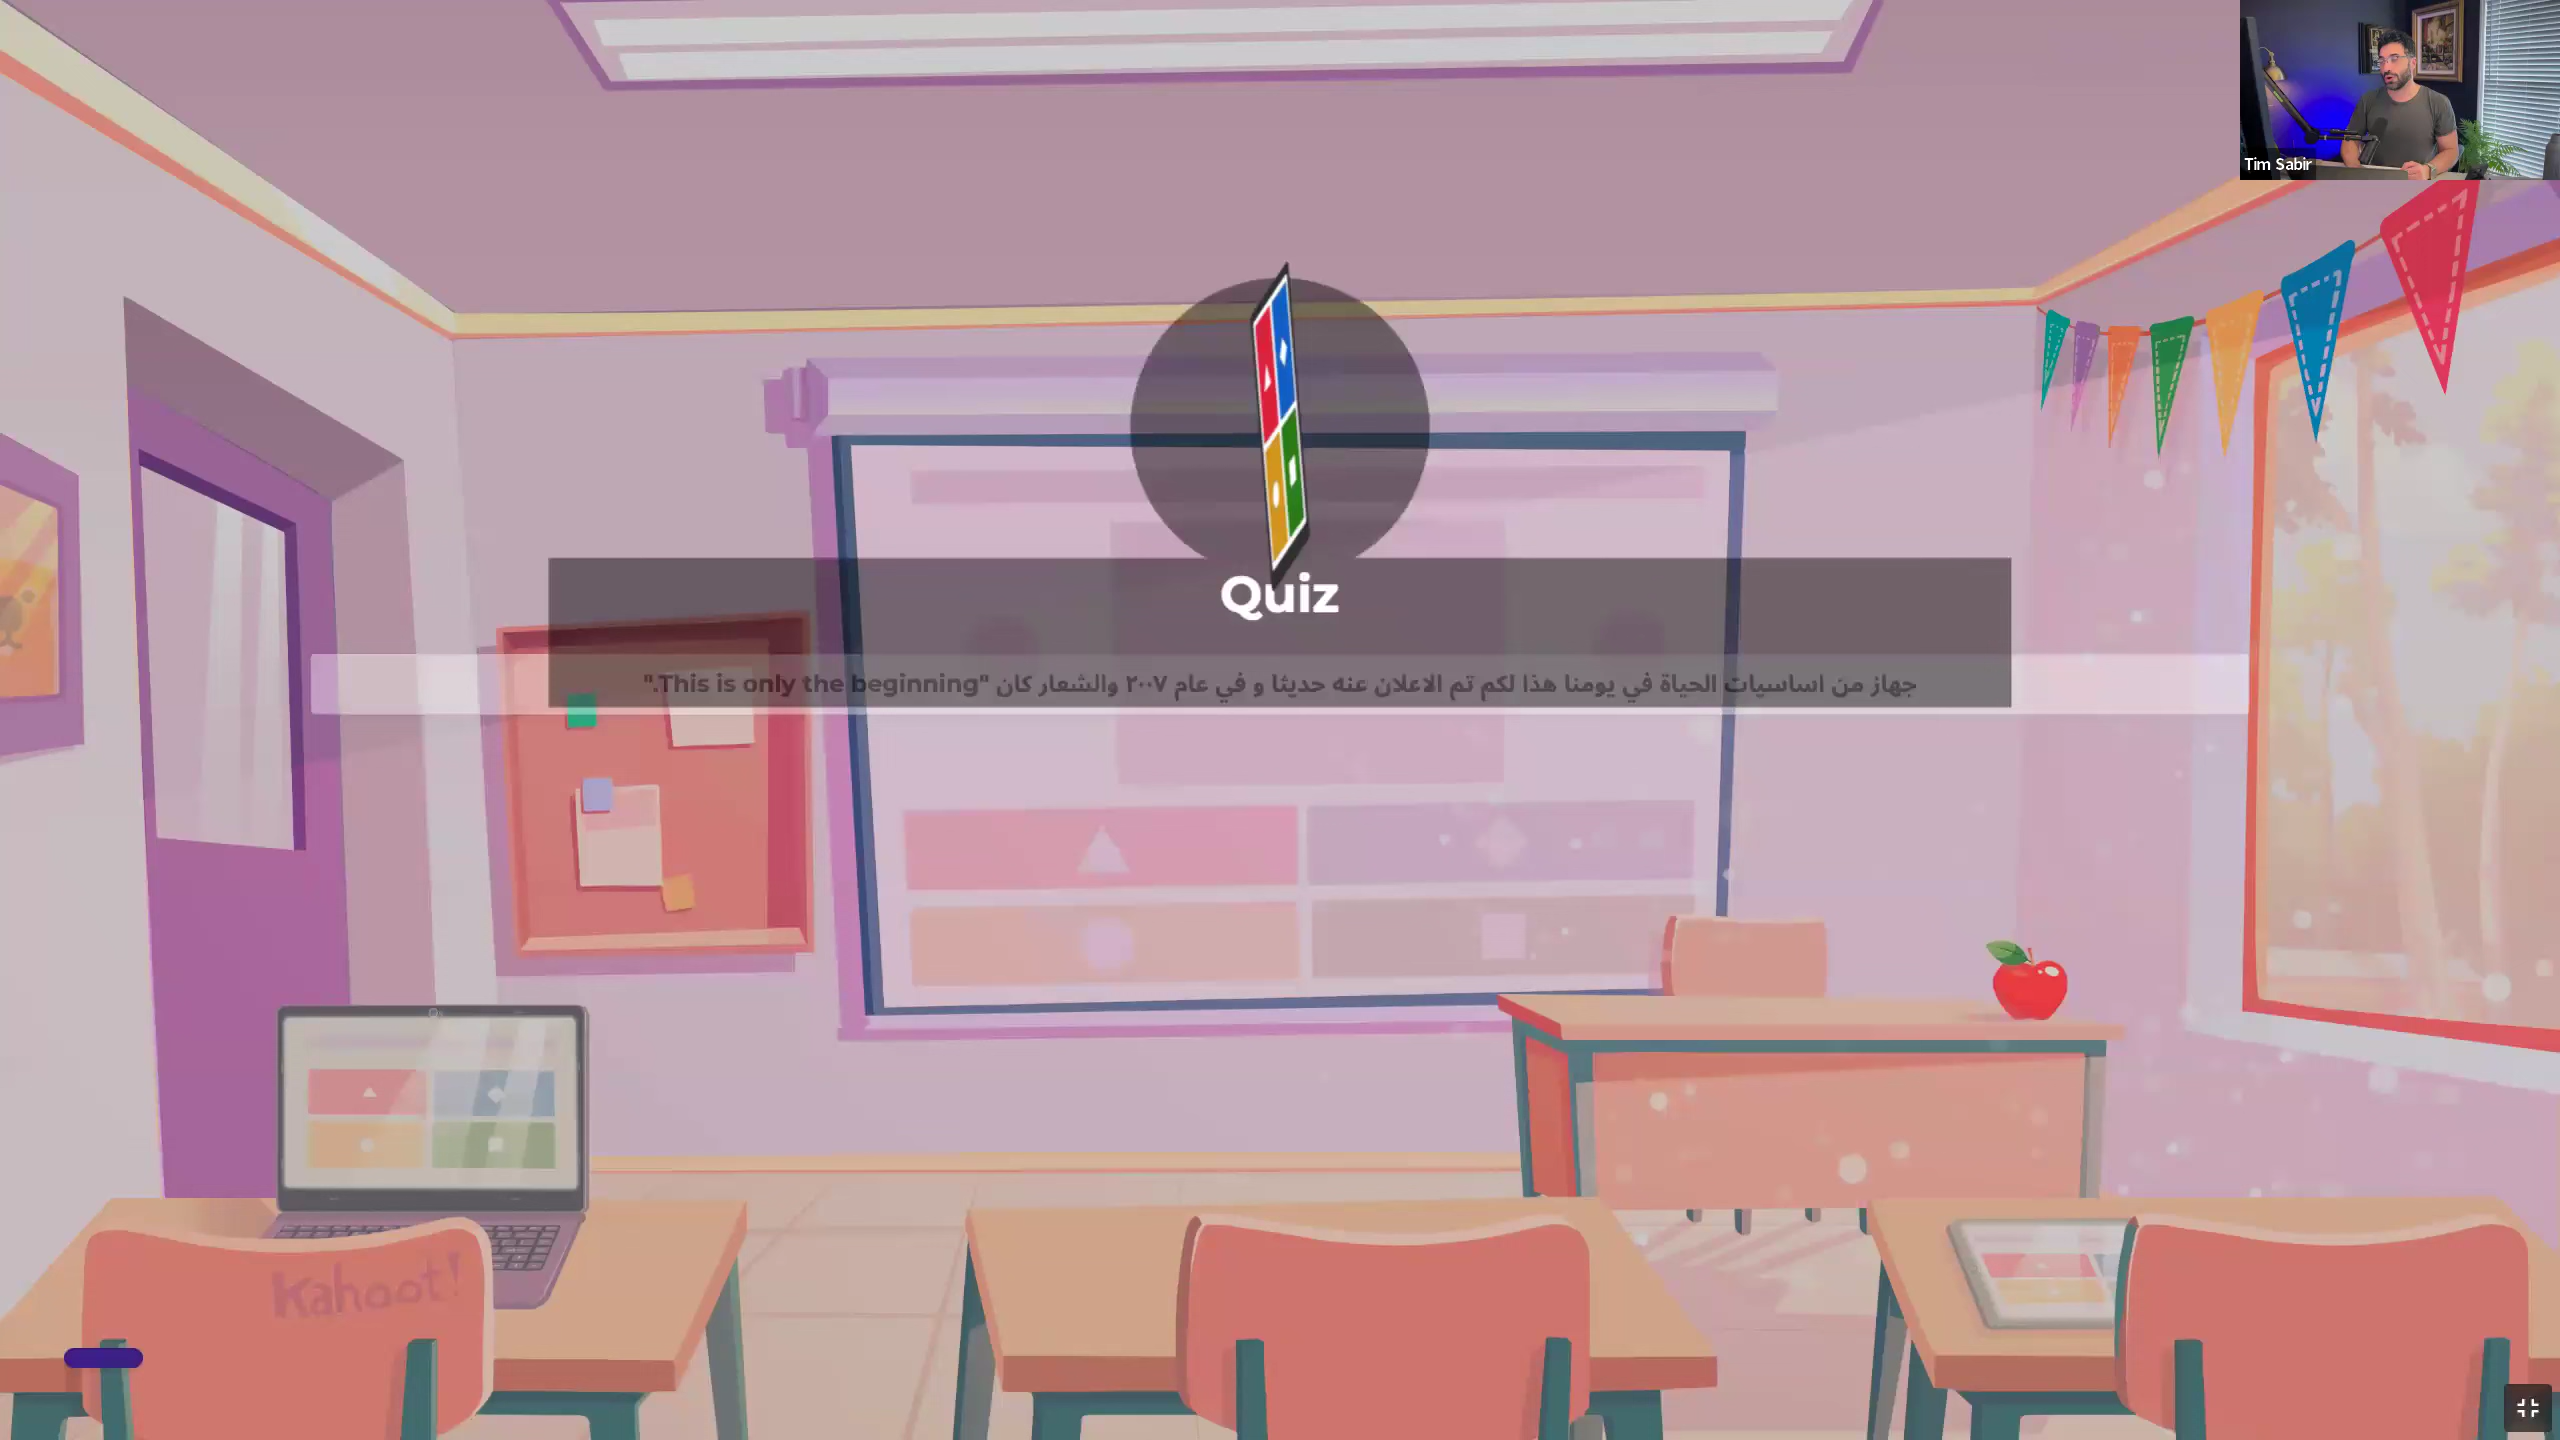 Tim Sabir
Quiz
جهاز من اساسيات الحياة في يومنا هذا لكم تم الاعلان عنه حديثا و في عام ٢٠٠٧ والشعار كان "This is only the beginning."
Kahoot!